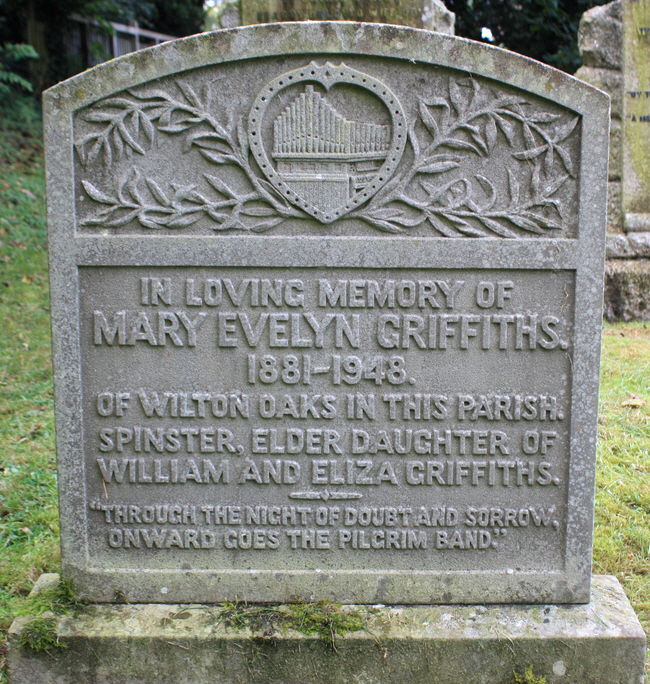 IN LOVING MEMORY OF
MARY EVELYN GRIFFITHS.
1881-1948.
OF WILTON OAKS IN THIS PARISH.
SPINSTER, ELDER DAUGHTER OF
WILLIAM AND ELIZA GRIFFITHS.
"THROUGH THE NIGHT OF DOUBT AND SORROW,
ONWARD GOES THE PILGRIM BAND."